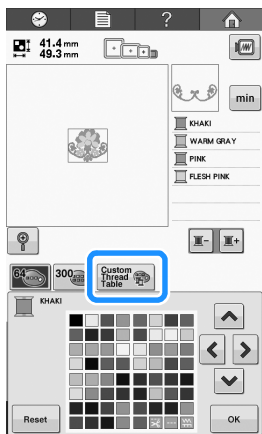 ?
41.4 mm
49.3 mm
min
KHAKI
WARM GRAY
PINK
FLESH PINK
64
300
Custom
Thread
Table
KHAKI
Reset
OK